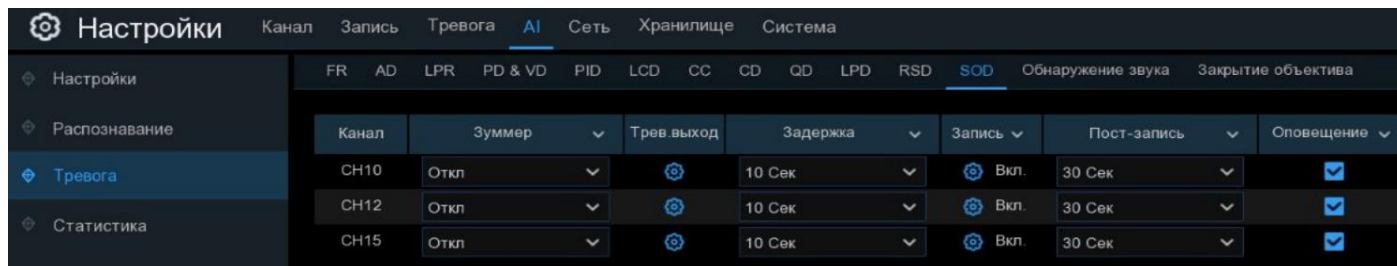 Настройки Канал Запись Тревога AI Сеть Хранилище Система
Настройки
Распознавание
Тревога
Статистика
FR AD LPR PD & VD PID LCD CC CD QD LPD RSD SOD Обнаружение звука Закрытие объектива
Канал Зуммер Трев.выход Задержка Запись Пост-запись Оповещение
CH10 Откл 10 Сек Вкл. 30 Сек
CH12 Откл 10 Сек Вкл. 30 Сек
CH15 Откл 10 Сек Вкл. 30 Сек